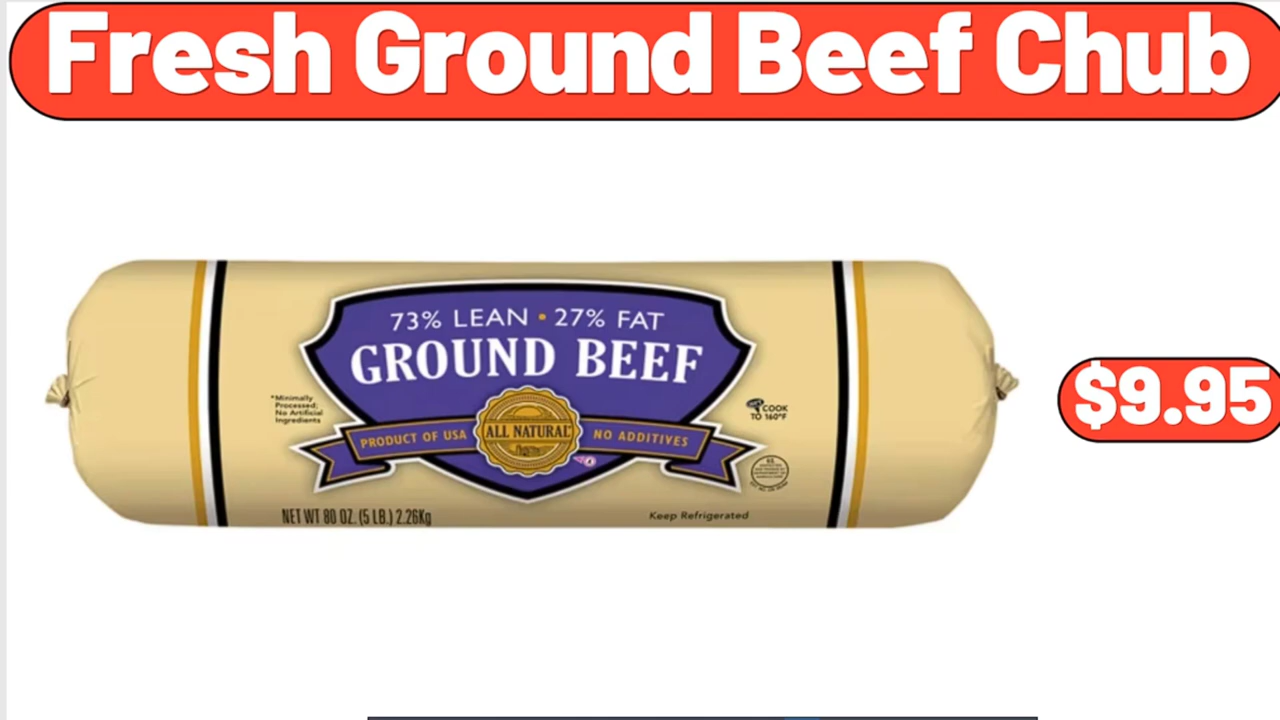 Fresh Ground Beef Chub
73% LEAN • 27% FAT
GROUND BEEF
*Minimally
Processed;
No Artificial
Ingredients
COOK
TO 160°F
PRODUCT OF USA
ALL NATURAL*
NO ADDITIVES
NET WT 80 OZ. (5 LB.) 2.26Kg
Keep Refrigerated
$9.95